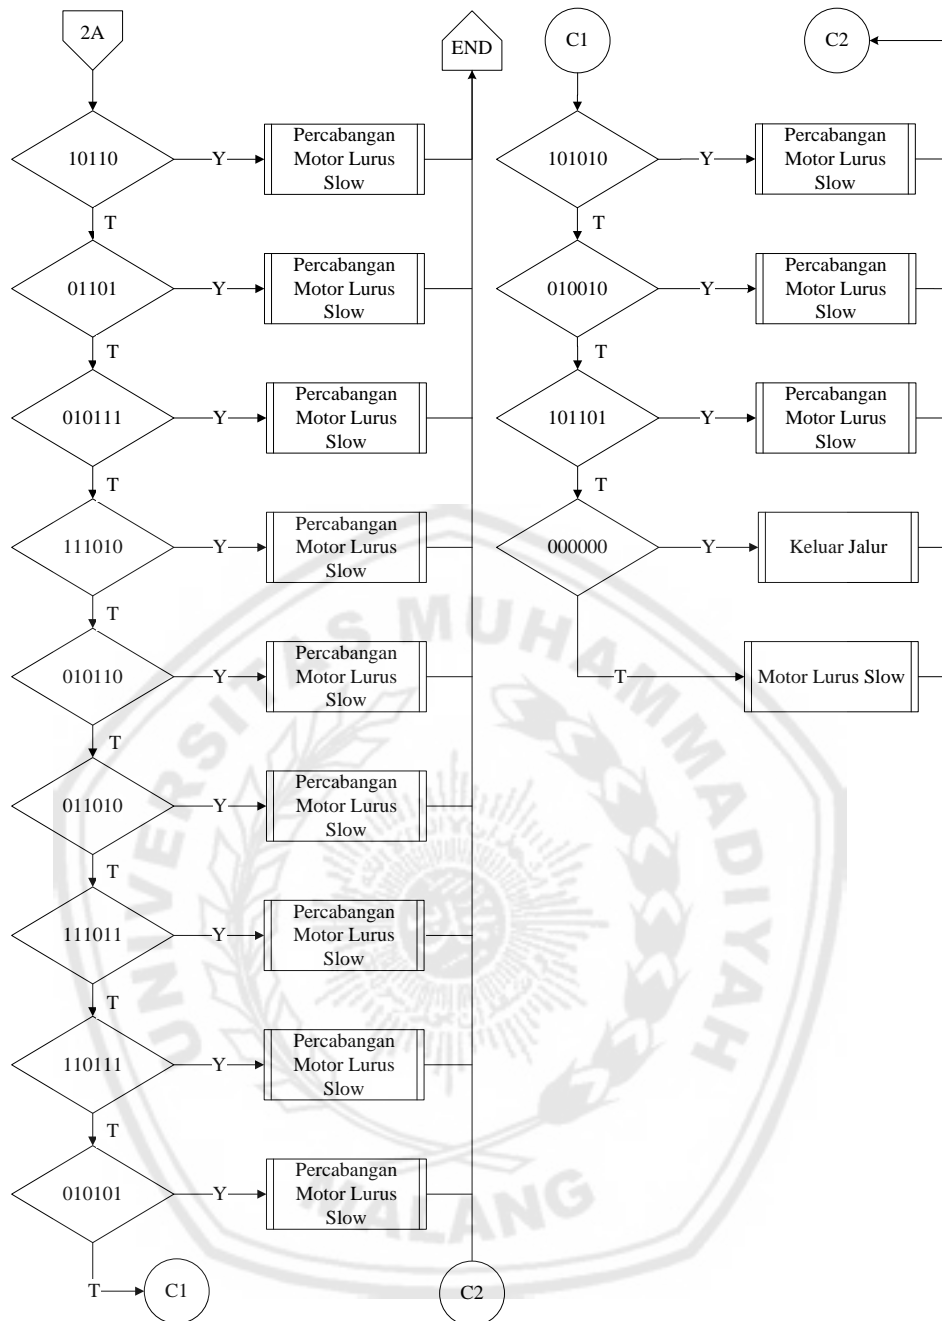 2A
10110
Y
Percabangan
Motor Lurus
Slow
T
01101
Y
Percabangan
Motor Lurus
Slow
T
010111
Y
Percabangan
Motor Lurus
Slow
T
111010
Y
Percabangan
Motor Lurus
Slow
T
010110
Y
Percabangan
Motor Lurus
Slow
T
011010
Y
Percabangan
Motor Lurus
Slow
T
111011
Y
Percabangan
Motor Lurus
Slow
T
110111
Y
Percabangan
Motor Lurus
Slow
T
010101
Y
Percabangan
Motor Lurus
Slow
T
C1
END
C2
C1
101010
Y
Percabangan
Motor Lurus
Slow
T
010010
Y
Percabangan
Motor Lurus
Slow
T
101101
Y
Percabangan
Motor Lurus
Slow
T
000000
Y
Keluar Jalur
T
Motor Lurus Slow
C2
UNIVERSITAS MUHAMMADIYAH
MALANG